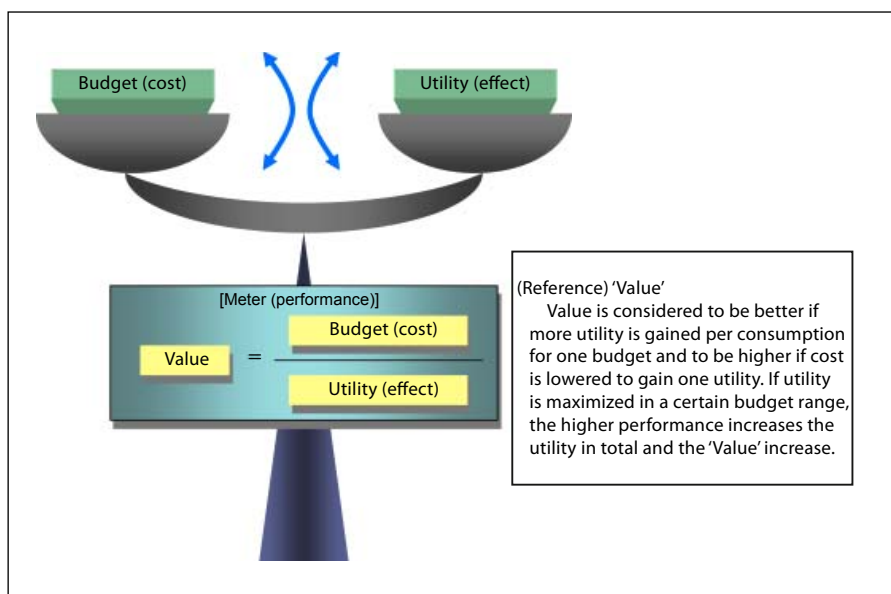 Budget (cost)
Utility (effect)
[Meter (performance)]
Value
=
Budget (cost)
Utility (effect)
(Reference) ‘Value’
Value is considered to be better if
more utility is gained per consumption
for one budget and to be higher if cost
is lowered to gain one utility. If utility
is maximized in a certain budget range,
the higher performance increases the
utility in total and the ‘Value’ increase.